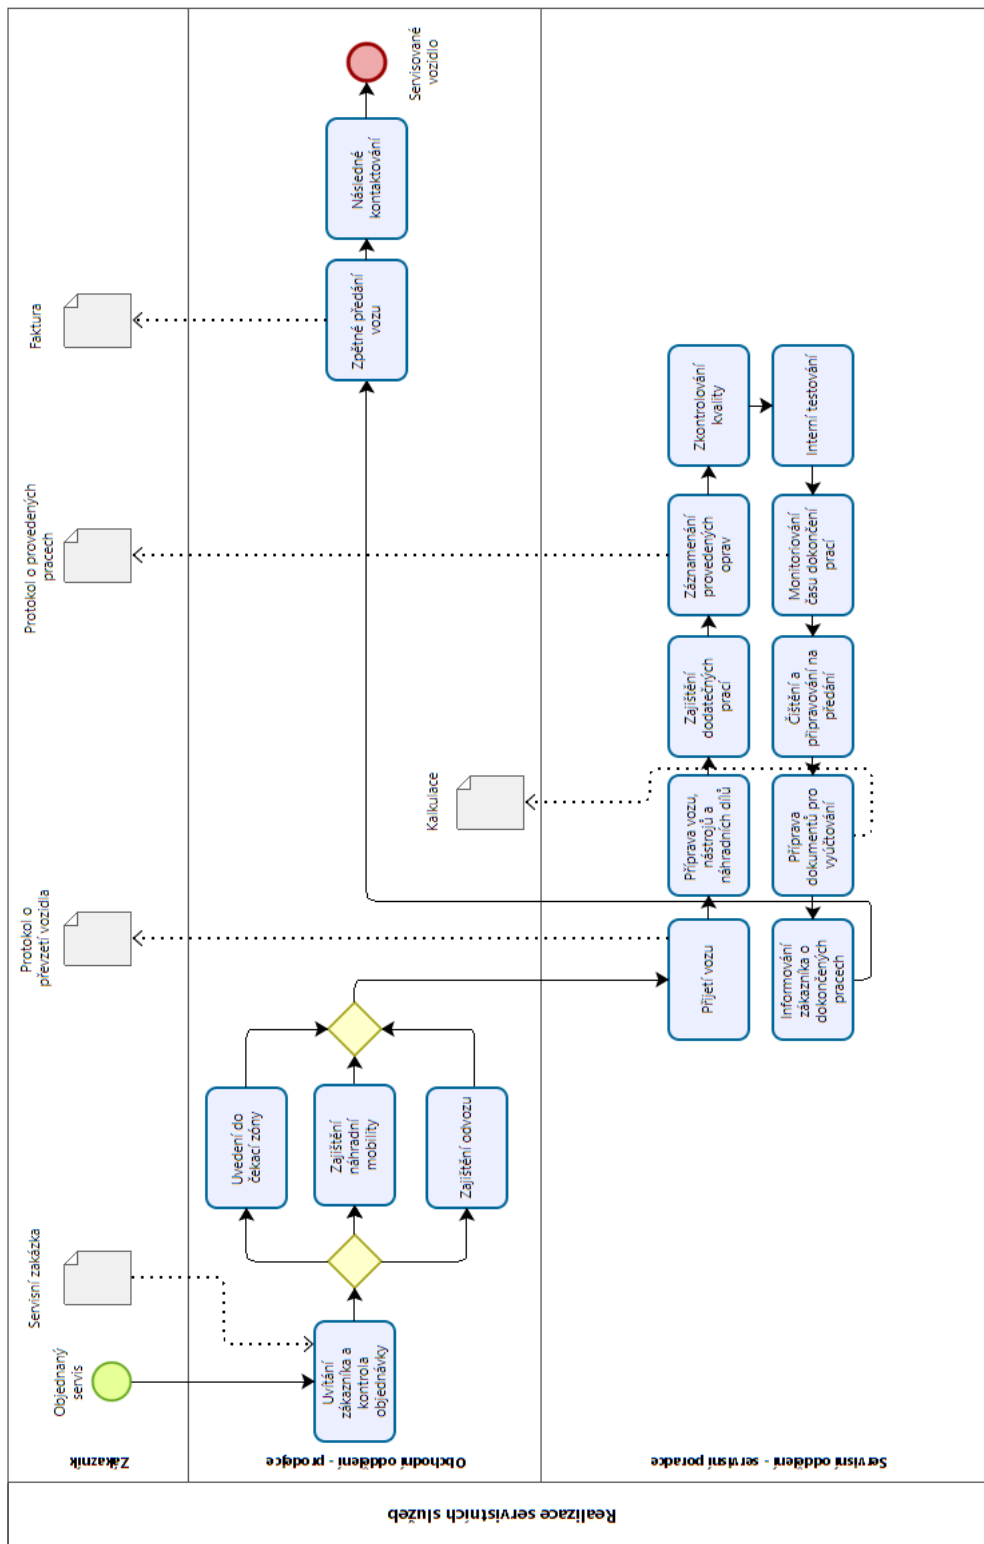 Realizace servistních služeb
Zákazník
Objednaný
servis
Servisní zakázka
Protokol o
převzetí vozidla
Protokol o provedených
pracech
Faktura
Obchodní oddělení - prodejce
Uvítání
zákazníka a
kontrola
objednávky
Uvedení do
čekací zóny
Zajištění
náhradní
mobility
Zajištění odvozu
Kalkulace
Zpětné předání
vozu
Následné
kontaktování
Servisované
vozidlo
Servisní oddělení - servisní poradce
Přijetí vozu
Příprava vozu,
nástrojů a
náhradních dílů
Zajištění
dodatečných
prací
Záznamenání
provedených
oprav
Zkontrolování
kvality
Interní testování
Monitoriování
času dokončení
prací
Čištění a
připravování na
předání
Příprava
dokumentů pro
vyúčtování
Informování
zákazníka o
dokončených
pracech